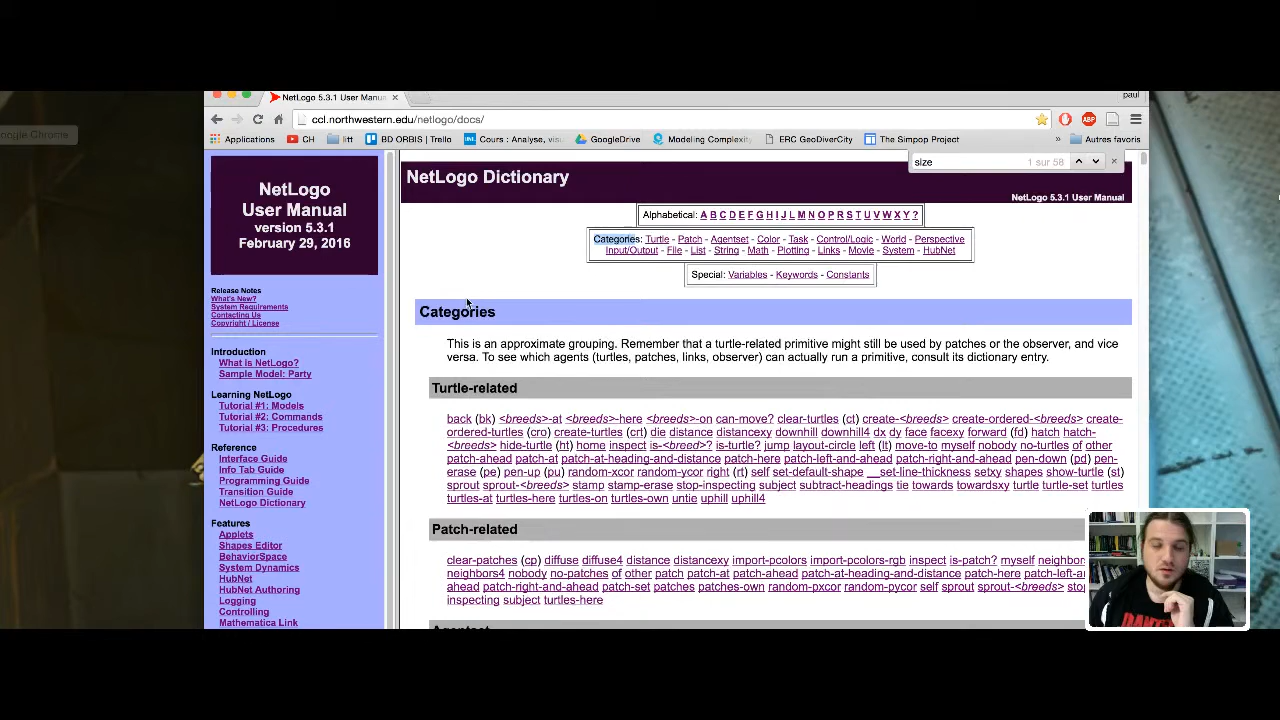 NetLogo 5.3.1 User Manua
paul
oogle Chrome
ccl.northwestern.edu/netlogo/docs/
Applications CH litt BD ORBIS | Trello Cours : Analyse, visu GoogleDrive Modeling Complexity ERC GeoDiverCity The Simpop Project » Autres favoris
size 1 sur 58
NetLogo
User Manual
version 5.3.1
February 29, 2016
Release Notes
What's New?
System Requirements
Contacting Us
Copyright / License
Introduction
What is NetLogo?
Sample Model: Party
Learning NetLogo
Tutorial #1: Models
Tutorial #2: Commands
Tutorial #3: Procedures
Reference
Interface Guide
Info Tab Guide
Programming Guide
Transition Guide
NetLogo Dictionary
Features
Applets
Shapes Editor
BehaviorSpace
System Dynamics
HubNet
HubNet Authoring
Logging
Controlling
Mathematica Link
NetLogo Dictionary
NetLogo 5.3.1 User Manual
Alphabetical: A B C D E F G H I J L M N O P R S T U V W X Y ?
Categories: Turtle - Patch - Agentset - Color - Task - Control/Logic - World - Perspective
Input/Output - File - List - String - Math - Plotting - Links - Movie - System - HubNet
Special: Variables - Keywords - Constants
Categories
This is an approximate grouping. Remember that a turtle-related primitive might still be used by patches or the observer, and vice
versa. To see which agents (turtles, patches, links, observer) can actually run a primitive, consult its dictionary entry.
Turtle-related
back (bk) <breeds>-at <breeds>-here <breeds>-on can-move? clear-turtles (ct) create-<breeds> create-ordered-<breeds> create-
ordered-turtles (cro) create-turtles (crt) die distance distancexy downhill downhill4 dx dy face facexy forward (fd) hatch hatch-
<breeds> hide-turtle (ht) home inspect is-<breed>? is-turtle? jump layout-circle left (lt) move-to myself nobody no-turtles of other
patch-ahead patch-at patch-at-heading-and-distance patch-here patch-left-and-ahead patch-right-and-ahead pen-down (pd) pen-
erase (pe) pen-up (pu) random-xcor random-ycor right (rt) self set-default-shape __set-line-thickness setxy shapes show-turtle (st)
sprout sprout-<breeds> stamp stamp-erase stop-inspecting subject subtract-headings tie towards towardsxy turtle turtle-set turtles
turtles-at turtles-here turtles-on turtles-own untie uphill uphill4
Patch-related
clear-patches (cp) diffuse diffuse4 distance distancexy import-pcolors import-pcolors-rgb inspect is-patch? myself neighbors
neighbors4 nobody no-patches of other patch patch-at patch-ahead patch-at-heading-and-distance patch-here patch-left-an
ahead patch-right-and-ahead patch-set patches patches-own random-pxcor random-pycor self sprout sprout-<breeds> stop
inspecting subject turtles-here